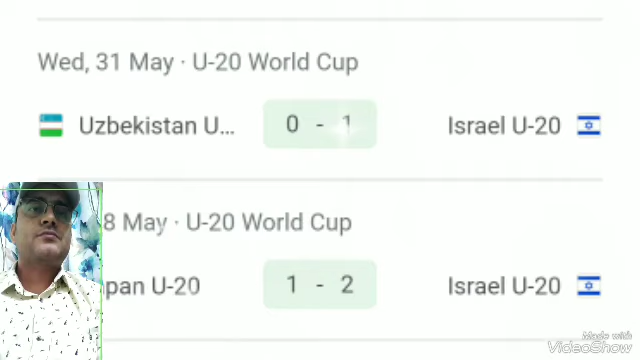 Wed, 31 May · U-20 World Cup
Uzbekistan U... 0 - 1 Israel U-20
8 May · U-20 World Cup
pan U-20 1 - 2 Israel U-20
Made with
VideoShow